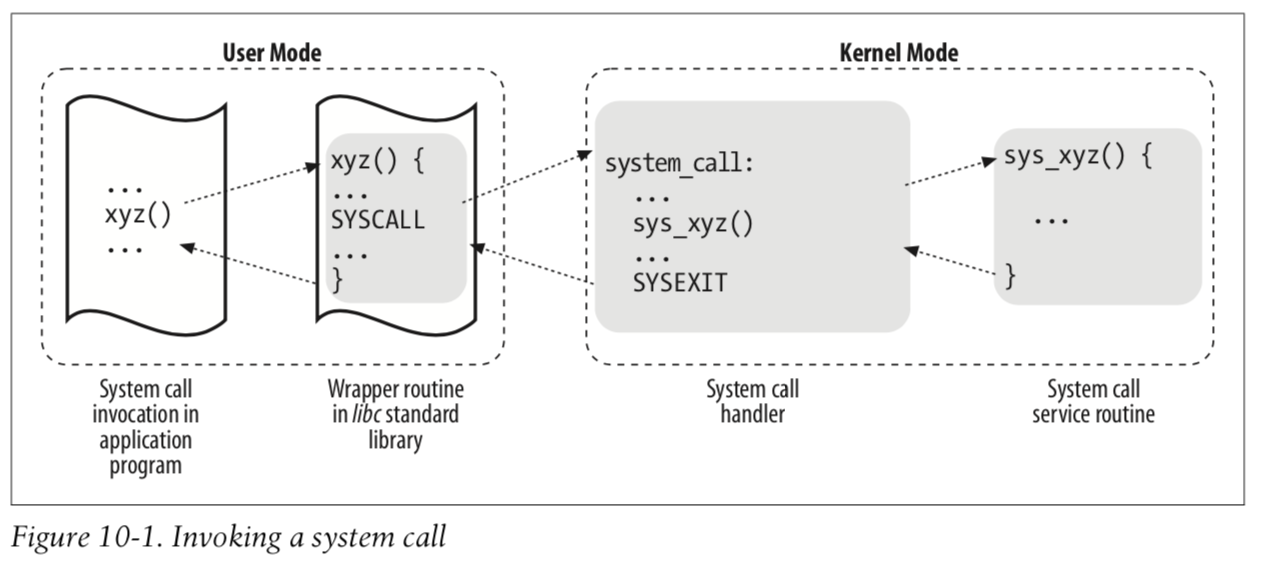 User Mode
Kernel Mode
...
xyz()
...
xyz() {
...
SYSCALL
...
}
system_call:
...
sys_xyz()
...
SYSEXIT
sys_xyz() {
...
}
System call
invocation in
application
program
Wrapper routine
in libc standard
library
System call
handler
System call
service routine
Figure 10-1. Invoking a system call